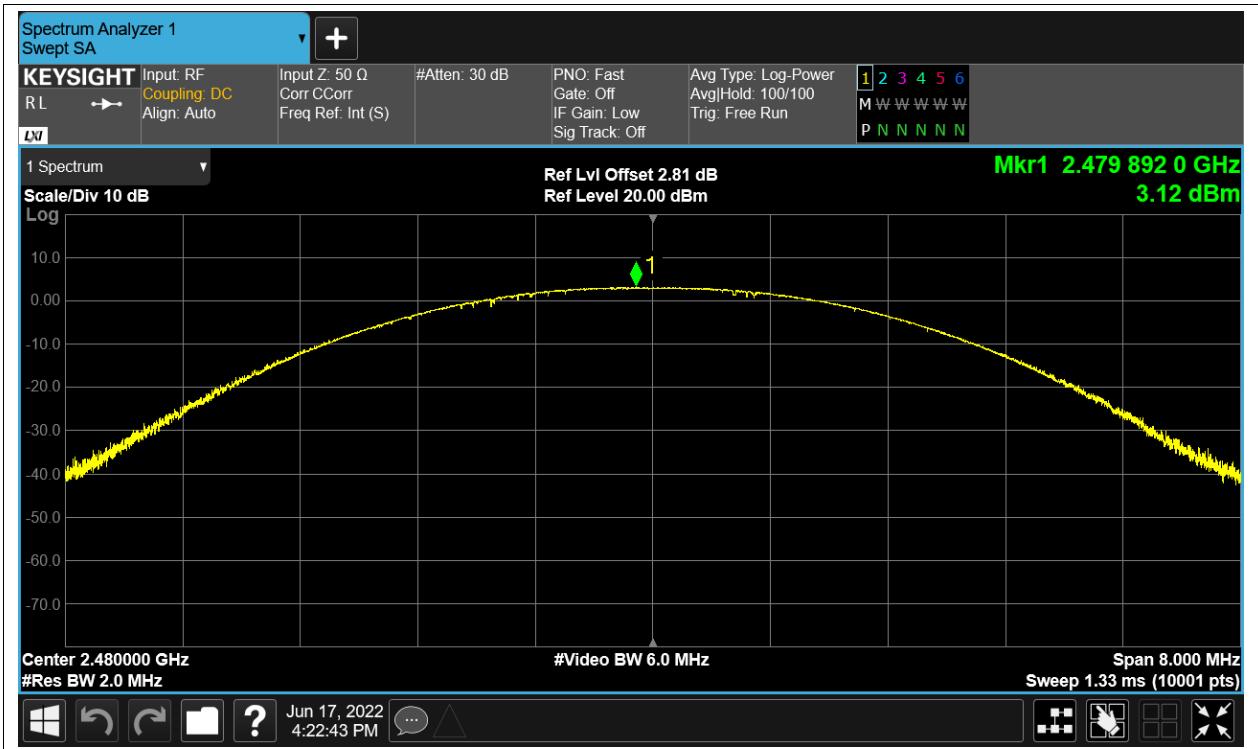 Spectrum Analyzer 1
Swept SA
+
KEYSIGHT
R L
LXI
Input: RF
Coupling: DC
Align: Auto
Input Z: 50 Ω
Corr CCorr
Freq Ref: Int (S)
#Atten: 30 dB
PNO: Fast
Gate: Off
IF Gain: Low
Sig Track: Off
Avg Type: Log-Power
Avg|Hold: 100/100
Trig: Free Run
1 2 3 4 5 6
M W W W W W
P N N N N N
1 Spectrum
Scale/Div 10 dB
Log
Ref Lvl Offset 2.81 dB
Ref Level 20.00 dBm
Mkr1 2.479 892 0 GHz
3.12 dBm
1
10.0
0.00
-10.0
-20.0
-30.0
-40.0
-50.0
-60.0
-70.0
Center 2.480000 GHz
#Res BW 2.0 MHz
#Video BW 6.0 MHz
Span 8.000 MHz
Sweep 1.33 ms (10001 pts)
?
Jun 17, 2022
4:22:43 PM